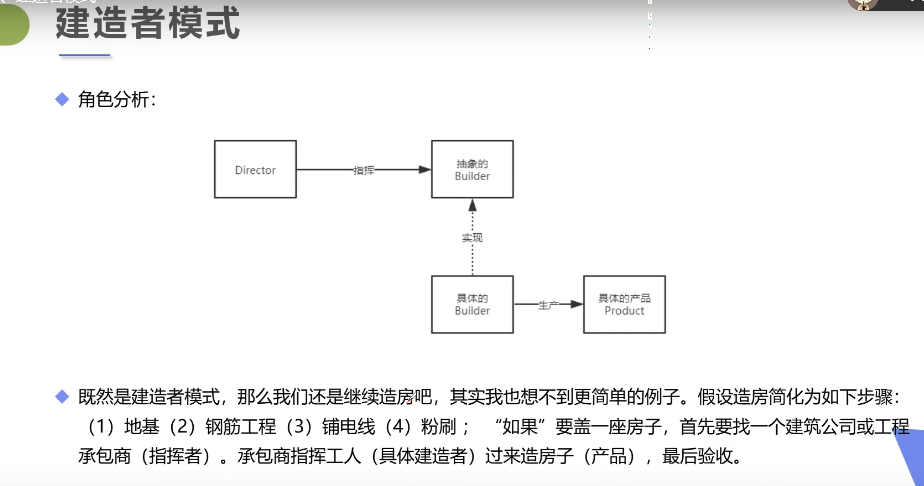 建造者模式
角色分析：
Director
指挥
抽象的
Builder
实现
具体的
Builder
生产
具体的产品
Product
既然是建造者模式，那么我们还是继续造房吧，其实我也想不到更简单的例子。假设造房简化为如下步骤：
（1）地基（2）钢筋工程（3）铺电线（4）粉刷； “如果”要盖一座房子，首先要找一个建筑公司或工程
承包商（指挥者）。承包商指挥工人（具体建造者）过来造房子（产品），最后验收。